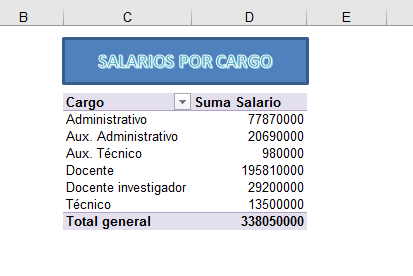 B C D E
SALARIOS POR CARGO
Cargo Suma Salario
Administrativo 77870000
Aux. Administrativo 20690000
Aux. Técnico 980000
Docente 195810000
Docente investigador 29200000
Técnico 13500000
Total general 338050000